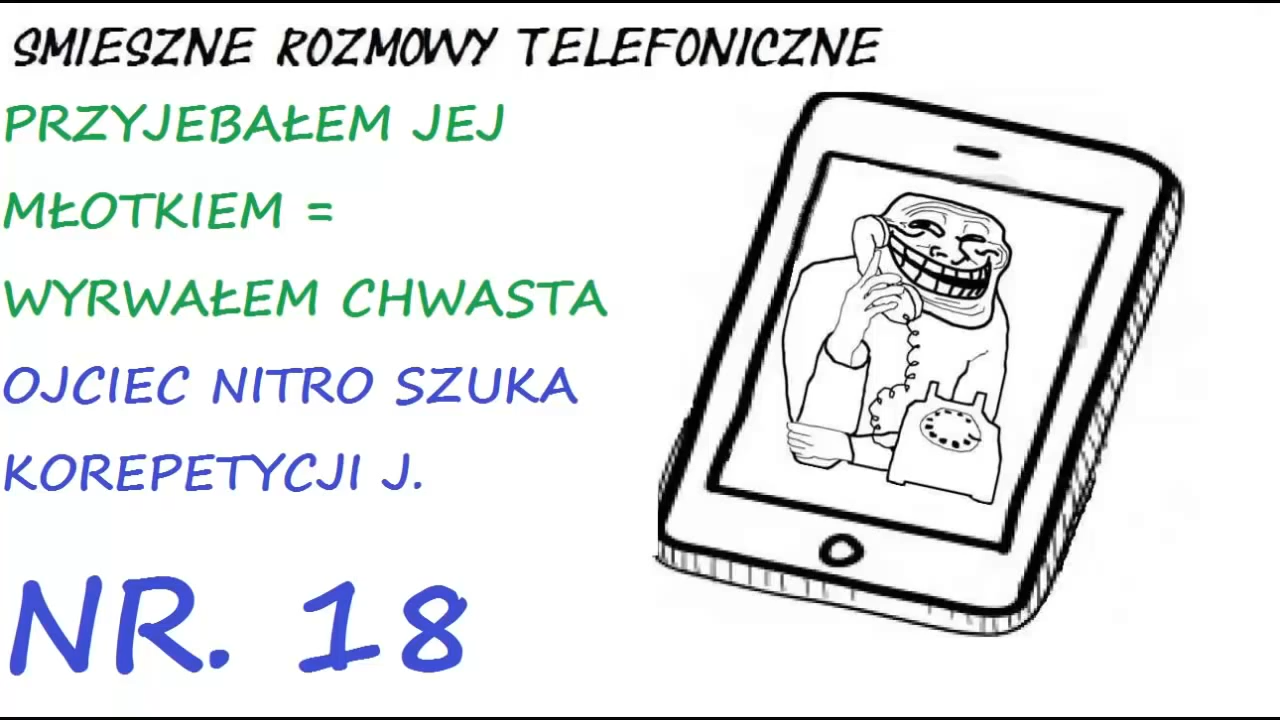 SMIESZNE ROZMOWY TELEFONICZNE
PRZYJEBAŁEM JEJ
MŁOTKIEM =
WYRWAŁEM CHWASTA
OJCIEC NITRO SZUKA
KOREPETYCJI J.
NR. 18